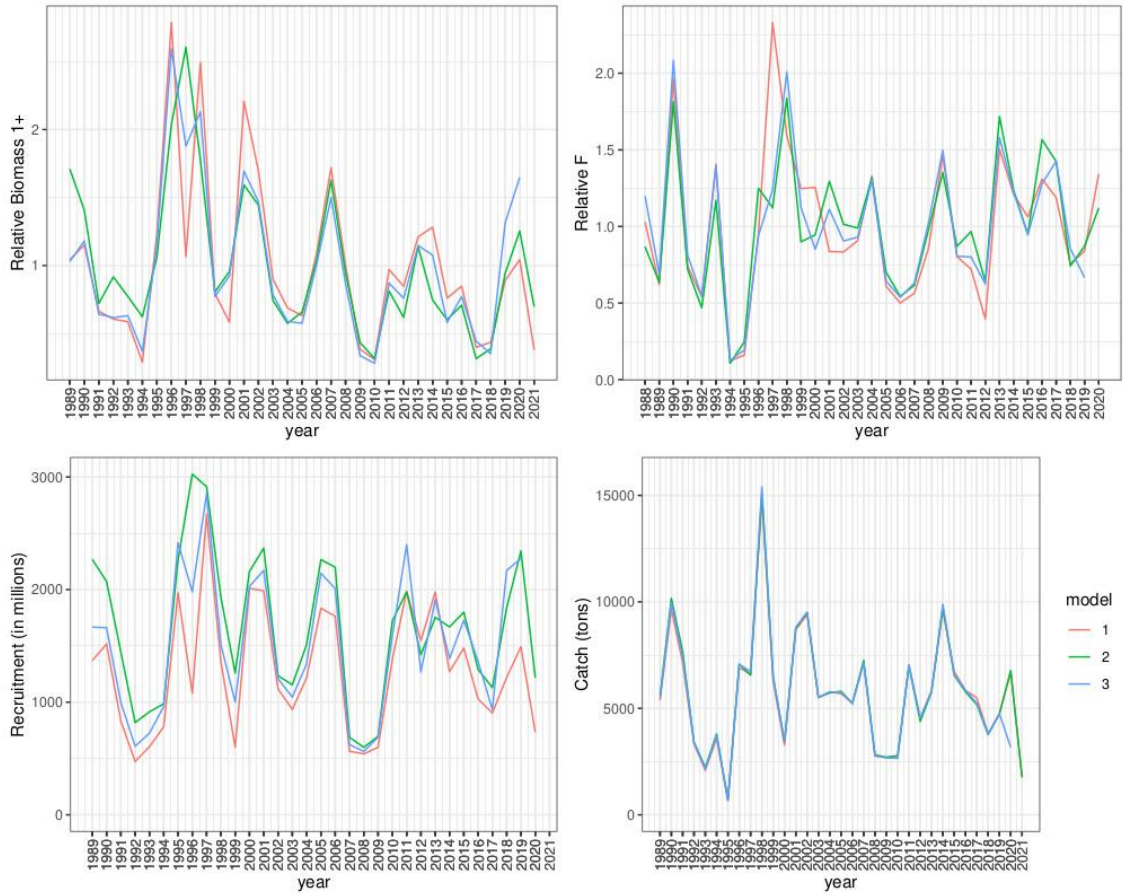 Relative Biomass 1+
2
1
1989 1990 1991 1992 1993 1994 1995 1996 1997 1998 1999 2000 2001 2002 2003 2004 2005 2006 2007 2008 2009 2010 2011 2012 2013 2014 2015 2016 2017 2018 2019 2020 2021
year
Relative F
2.0
1.5
1.0
0.5
0.0
1988 1989 1990 1991 1992 1993 1994 1995 1996 1997 1998 1999 2000 2001 2002 2003 2004 2005 2006 2007 2008 2009 2010 2011 2012 2013 2014 2015 2016 2017 2018 2019 2020
year
Recruitment (in millions)
3000
2000
1000
0
1989 1990 1991 1992 1993 1994 1995 1996 1997 1998 1999 2000 2001 2002 2003 2004 2005 2006 2007 2008 2009 2010 2011 2012 2013 2014 2015 2016 2017 2018 2019 2020 2021
year
Catch (tons)
15000
10000
5000
0
1989 1990 1991 1992 1993 1994 1995 1996 1997 1998 1999 2000 2001 2002 2003 2004 2005 2006 2007 2008 2009 2010 2011 2012 2013 2014 2015 2016 2017 2018 2019 2020 2021
year
model
1
2
3